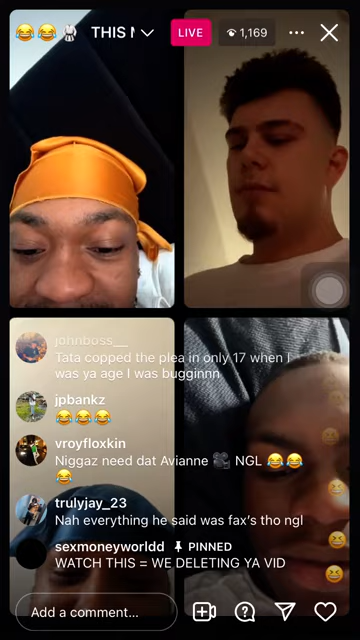 😂😂 THIS
LIVE
1,169
johnboss__
Tata copped the plea in only 17 when I
was ya age I was bugginnn
jpbankz
😂😂😂
vroyfloxkin
Niggaz need dat Avianne 🎥 NGL 😂😂
😂
trulyjay_23
Nah everything he said was fax’s tho ngl
sexmoneyworldd PINNED
WATCH THIS = WE DELETING YA VID
Add a comment...